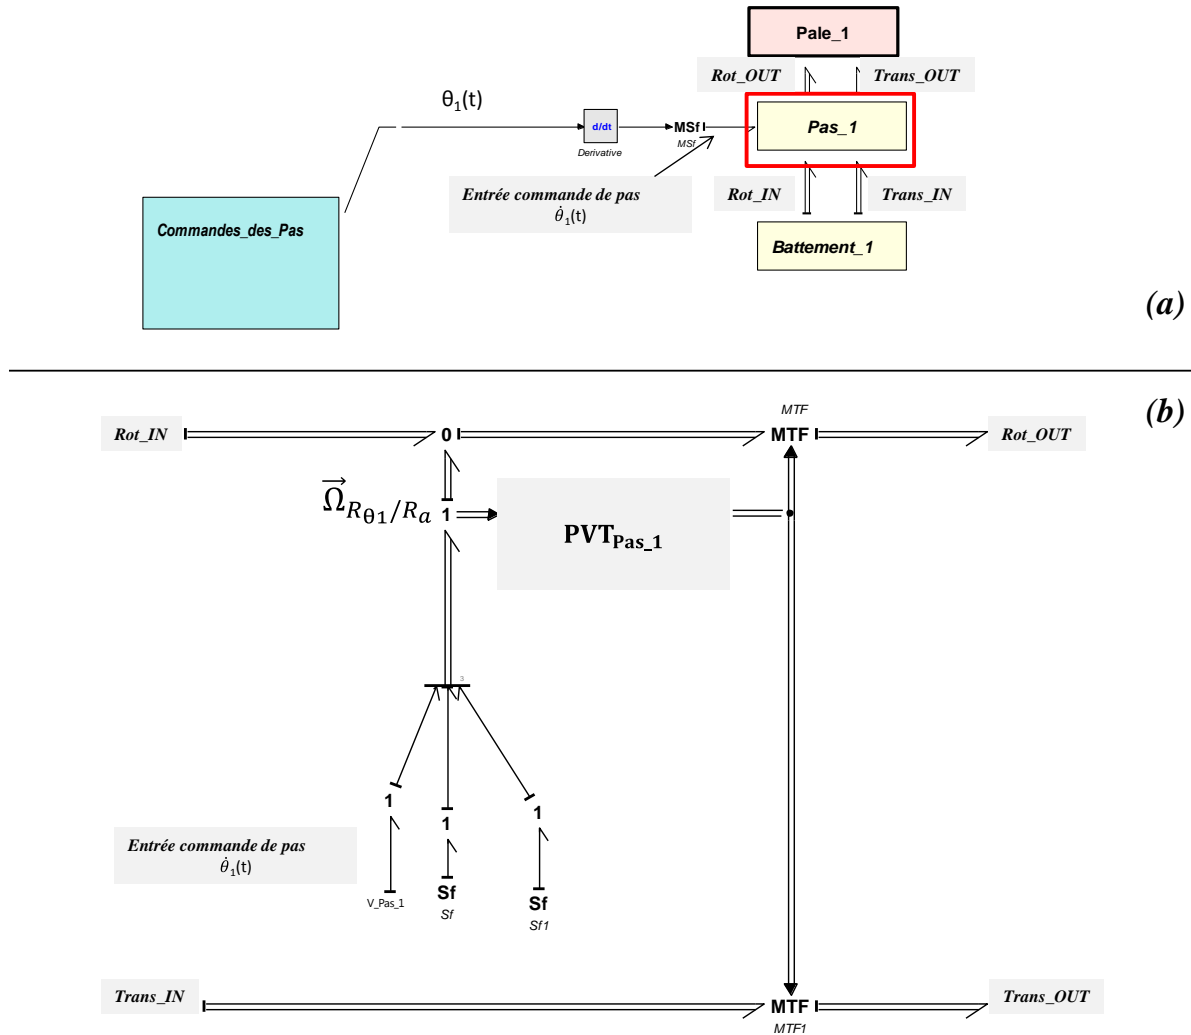 Pale_1
Rot_OUT
Trans_OUT
θ1(t)
d/dt
Derivative
MSf
MSf
Pas_1
Entrée commande de pas
θ̇1(t)
Rot_IN
Trans_IN
Commandes_des_Pas
Battement_1
(a)
(b)
MTF
Rot_IN
0
MTF
Rot_OUT
Ω⃗Rθ1/Ra
1
PVTPas_1
3
1
1
1
Entrée commande de pas
θ̇1(t)
V_Pas_1
Sf
Sf
Sf
Sf1
Trans_IN
MTF
Trans_OUT
MTF1